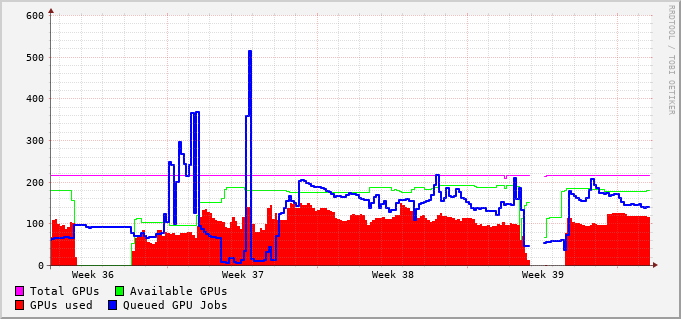 600
500
400
300
200
100
0
Week 36 Week 37 Week 38 Week 39
Total GPUs Available GPUs
GPUs used Queued GPU Jobs
RRDTOOL / TOBI OETIKER